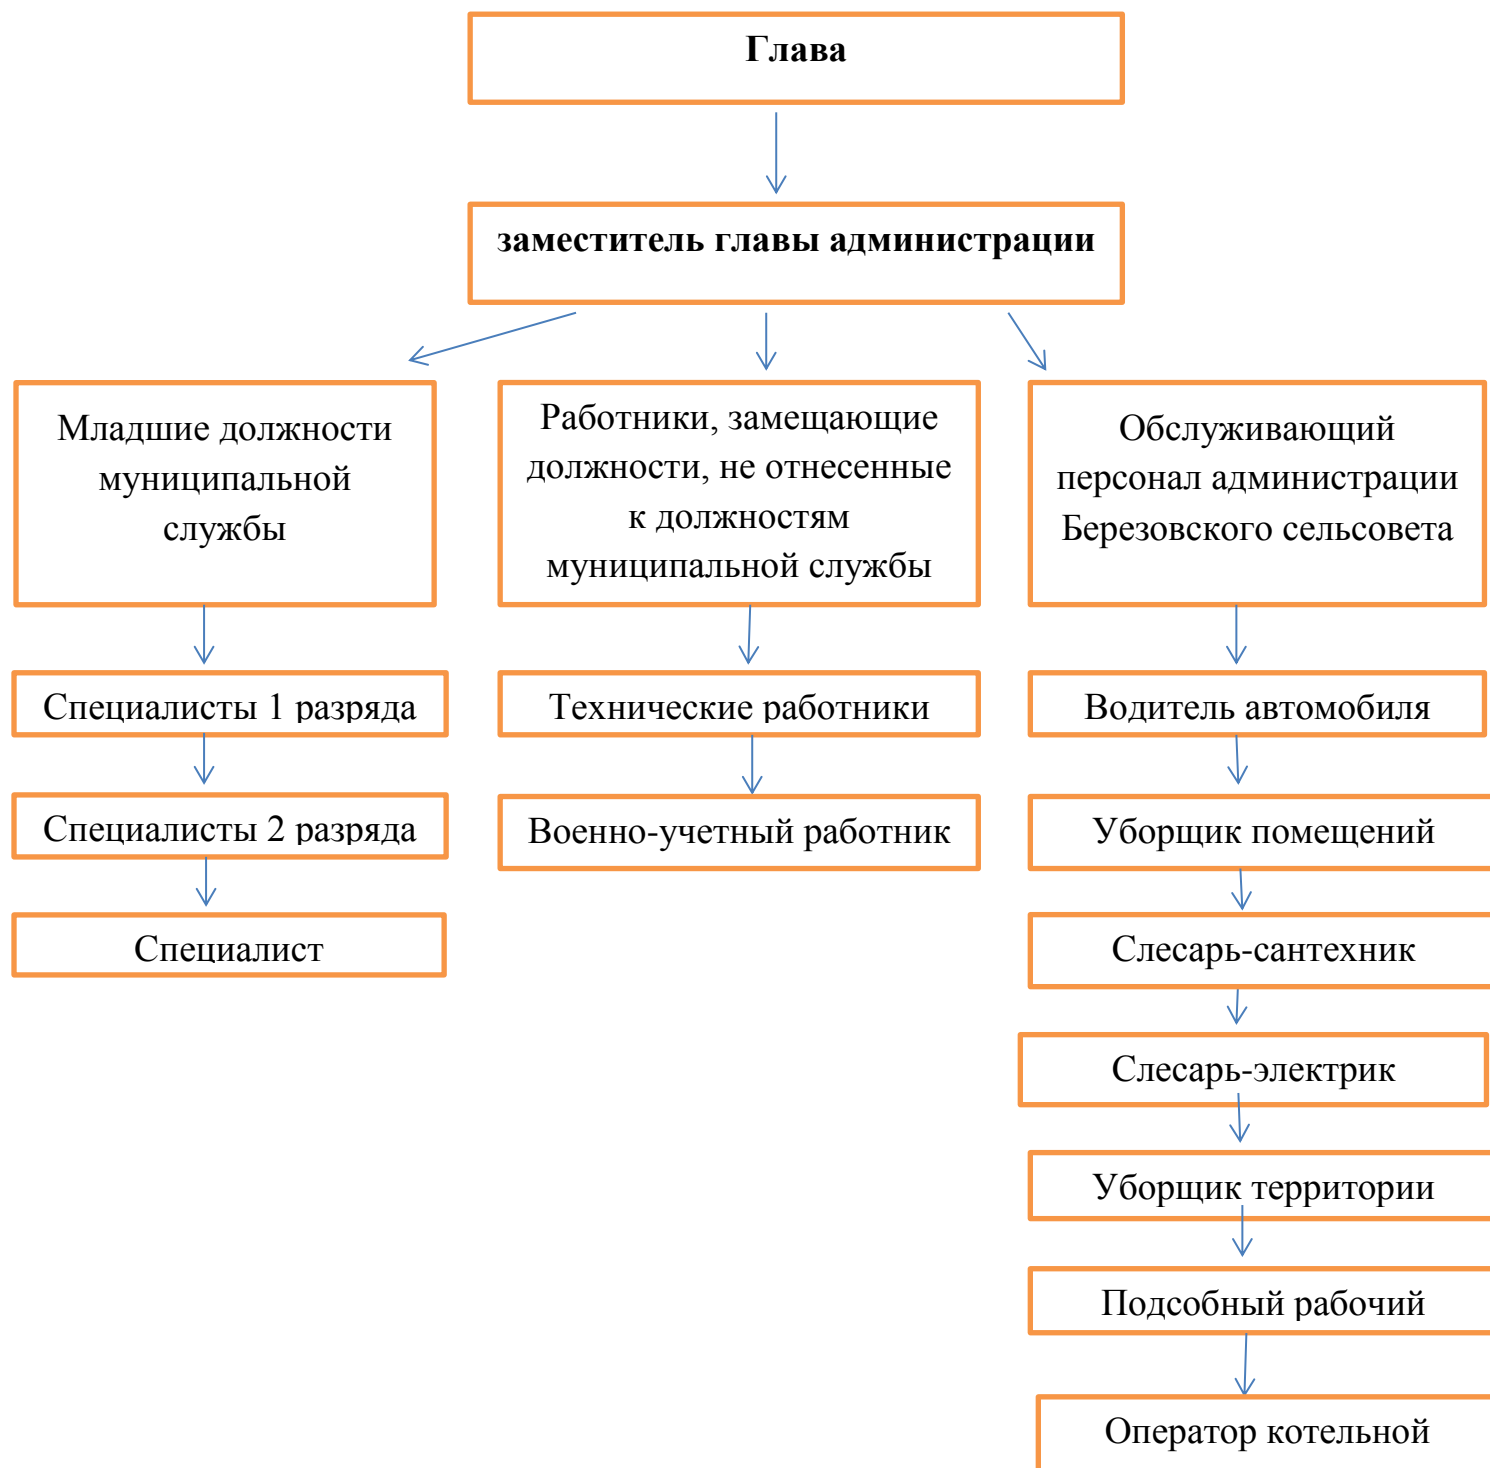 Глава
заместитель главы администрации
Младшие должности
муниципальной
службы
Работники, замещающие
должности, не отнесенные
к должностям
муниципальной службы
Обслуживающий
персонал администрации
Березовского сельсовета
Специалисты 1 разряда
Технические работники
Водитель автомобиля
Специалисты 2 разряда
Военно-учетный работник
Уборщик помещений
Специалист
Слесарь-сантехник
Слесарь-электрик
Уборщик территории
Подсобный рабочий
Оператор котельной